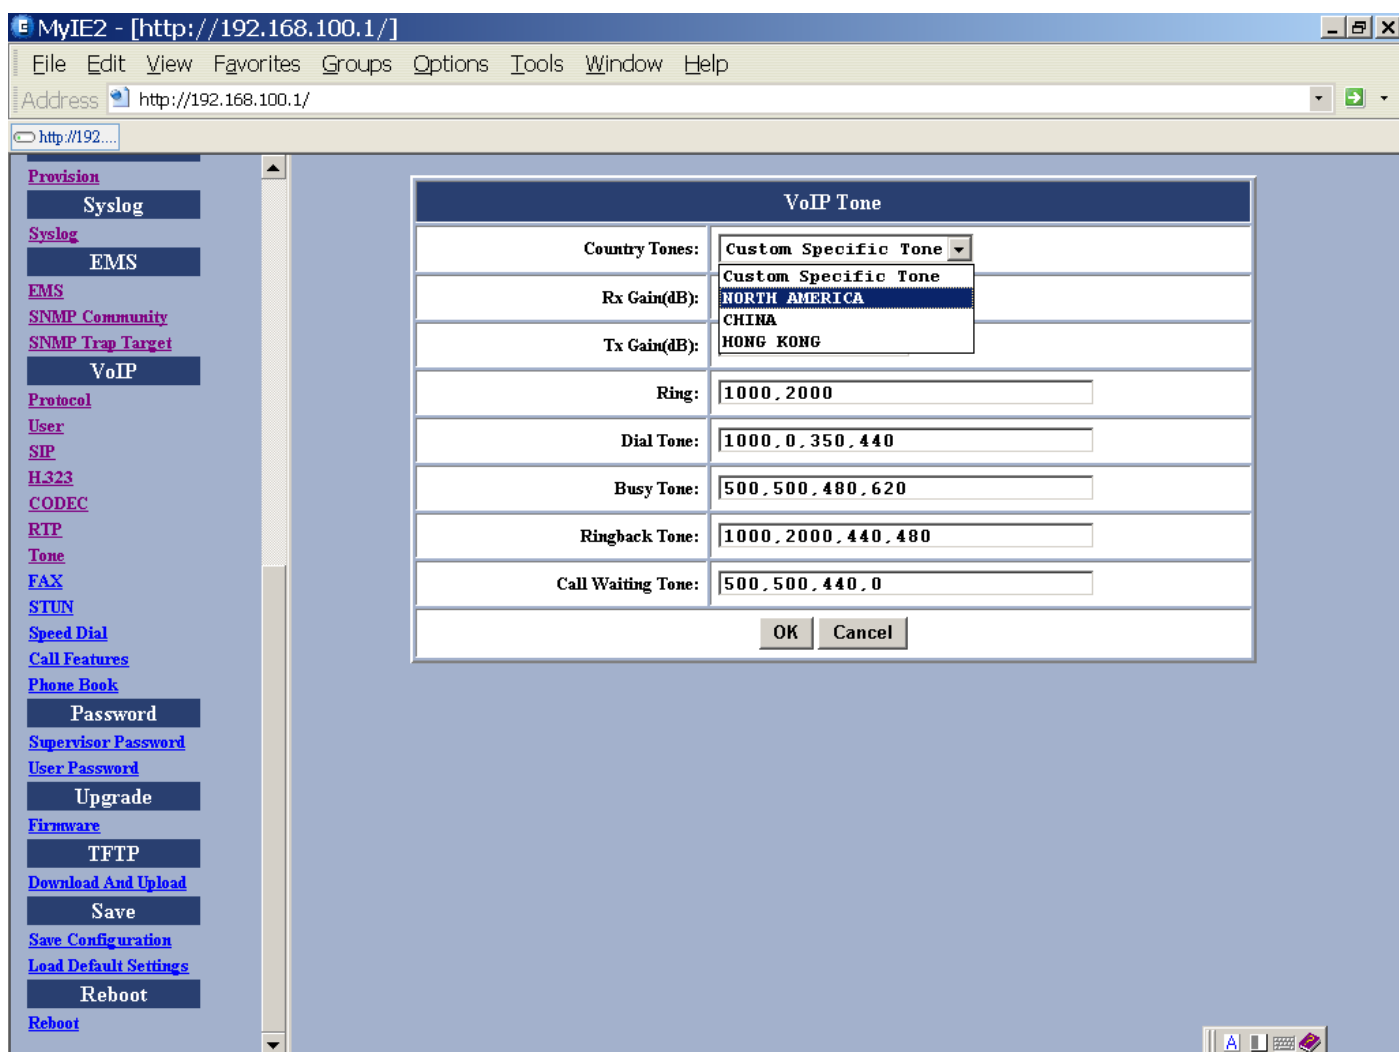 MyIE2 - [http://192.168.100.1/]
File Edit View Favorites Groups Options Tools Window Help
Address http://192.168.100.1/
http://192....
Provision
Syslog
Syslog
EMS
EMS
SNMP Community
SNMP Trap Target
VoIP
Protocol
User
SIP
H.323
CODEC
RTP
Tone
FAX
STUN
Speed Dial
Call Features
Phone Book
Password
Supervisor Password
User Password
Upgrade
Firmware
TFTP
Download And Upload
Save
Save Configuration
Load Default Settings
Reboot
Reboot
VoIP Tone
Country Tones: Custom Specific Tone
Custom Specific Tone
Rx Gain(dB): NORTH AMERICA
CHINA
Tx Gain(dB): HONG KONG
Ring: 1000,2000
Dial Tone: 1000,0,350,440
Busy Tone: 500,500,480,620
Ringback Tone: 1000,2000,440,480
Call Waiting Tone: 500,500,440,0
OK Cancel
A